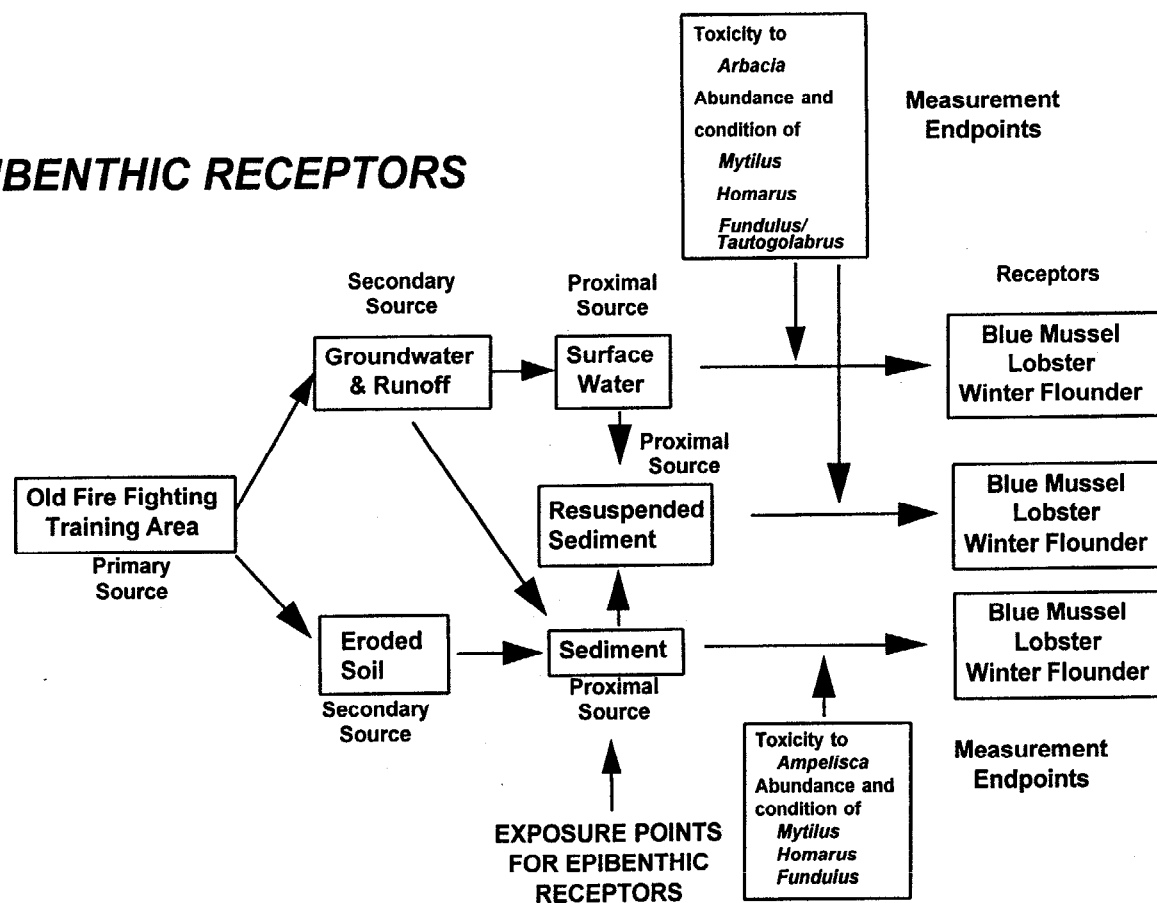 IBENTHIC RECEPTORS
Toxicity to
Arbacia
Abundance and
condition of
Mytilus
Homarus
Fundulus/
Tautogolabrus
Measurement
Endpoints
Secondary
Source
Proximal
Source
Receptors
Groundwater
& Runoff
Surface
Water
Blue Mussel
Lobster
Winter Flounder
Proximal
Source
Old Fire Fighting
Training Area
Primary
Source
Resuspended
Sediment
Blue Mussel
Lobster
Winter Flounder
Eroded
Soil
Secondary
Source
Sediment
Proximal
Source
Blue Mussel
Lobster
Winter Flounder
Toxicity to
Ampelisca
Abundance and
condition of
Mytilus
Homarus
Funduius
Measurement
Endpoints
EXPOSURE POINTS
FOR EPIBENTHIC
RECEPTORS